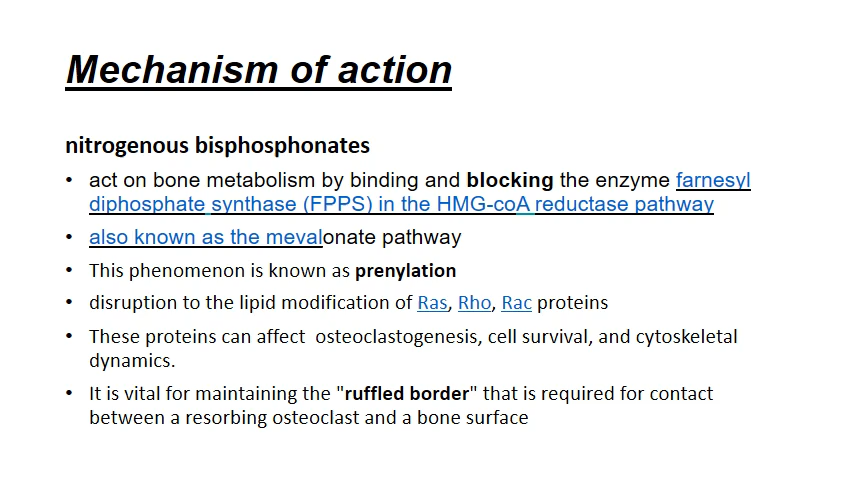 Mechanism of action
nitrogenous bisphosphonates
• act on bone metabolism by binding and blocking the enzyme farnesyl
diphosphate synthase (FPPS) in the HMG-coA reductase pathway
• also known as the mevalonate pathway
• This phenomenon is known as prenylation
• disruption to the lipid modification of Ras, Rho, Rac proteins
• These proteins can affect  osteoclastogenesis, cell survival, and cytoskeletal
dynamics.
• It is vital for maintaining the "ruffled border" that is required for contact
between a resorbing osteoclast and a bone surface